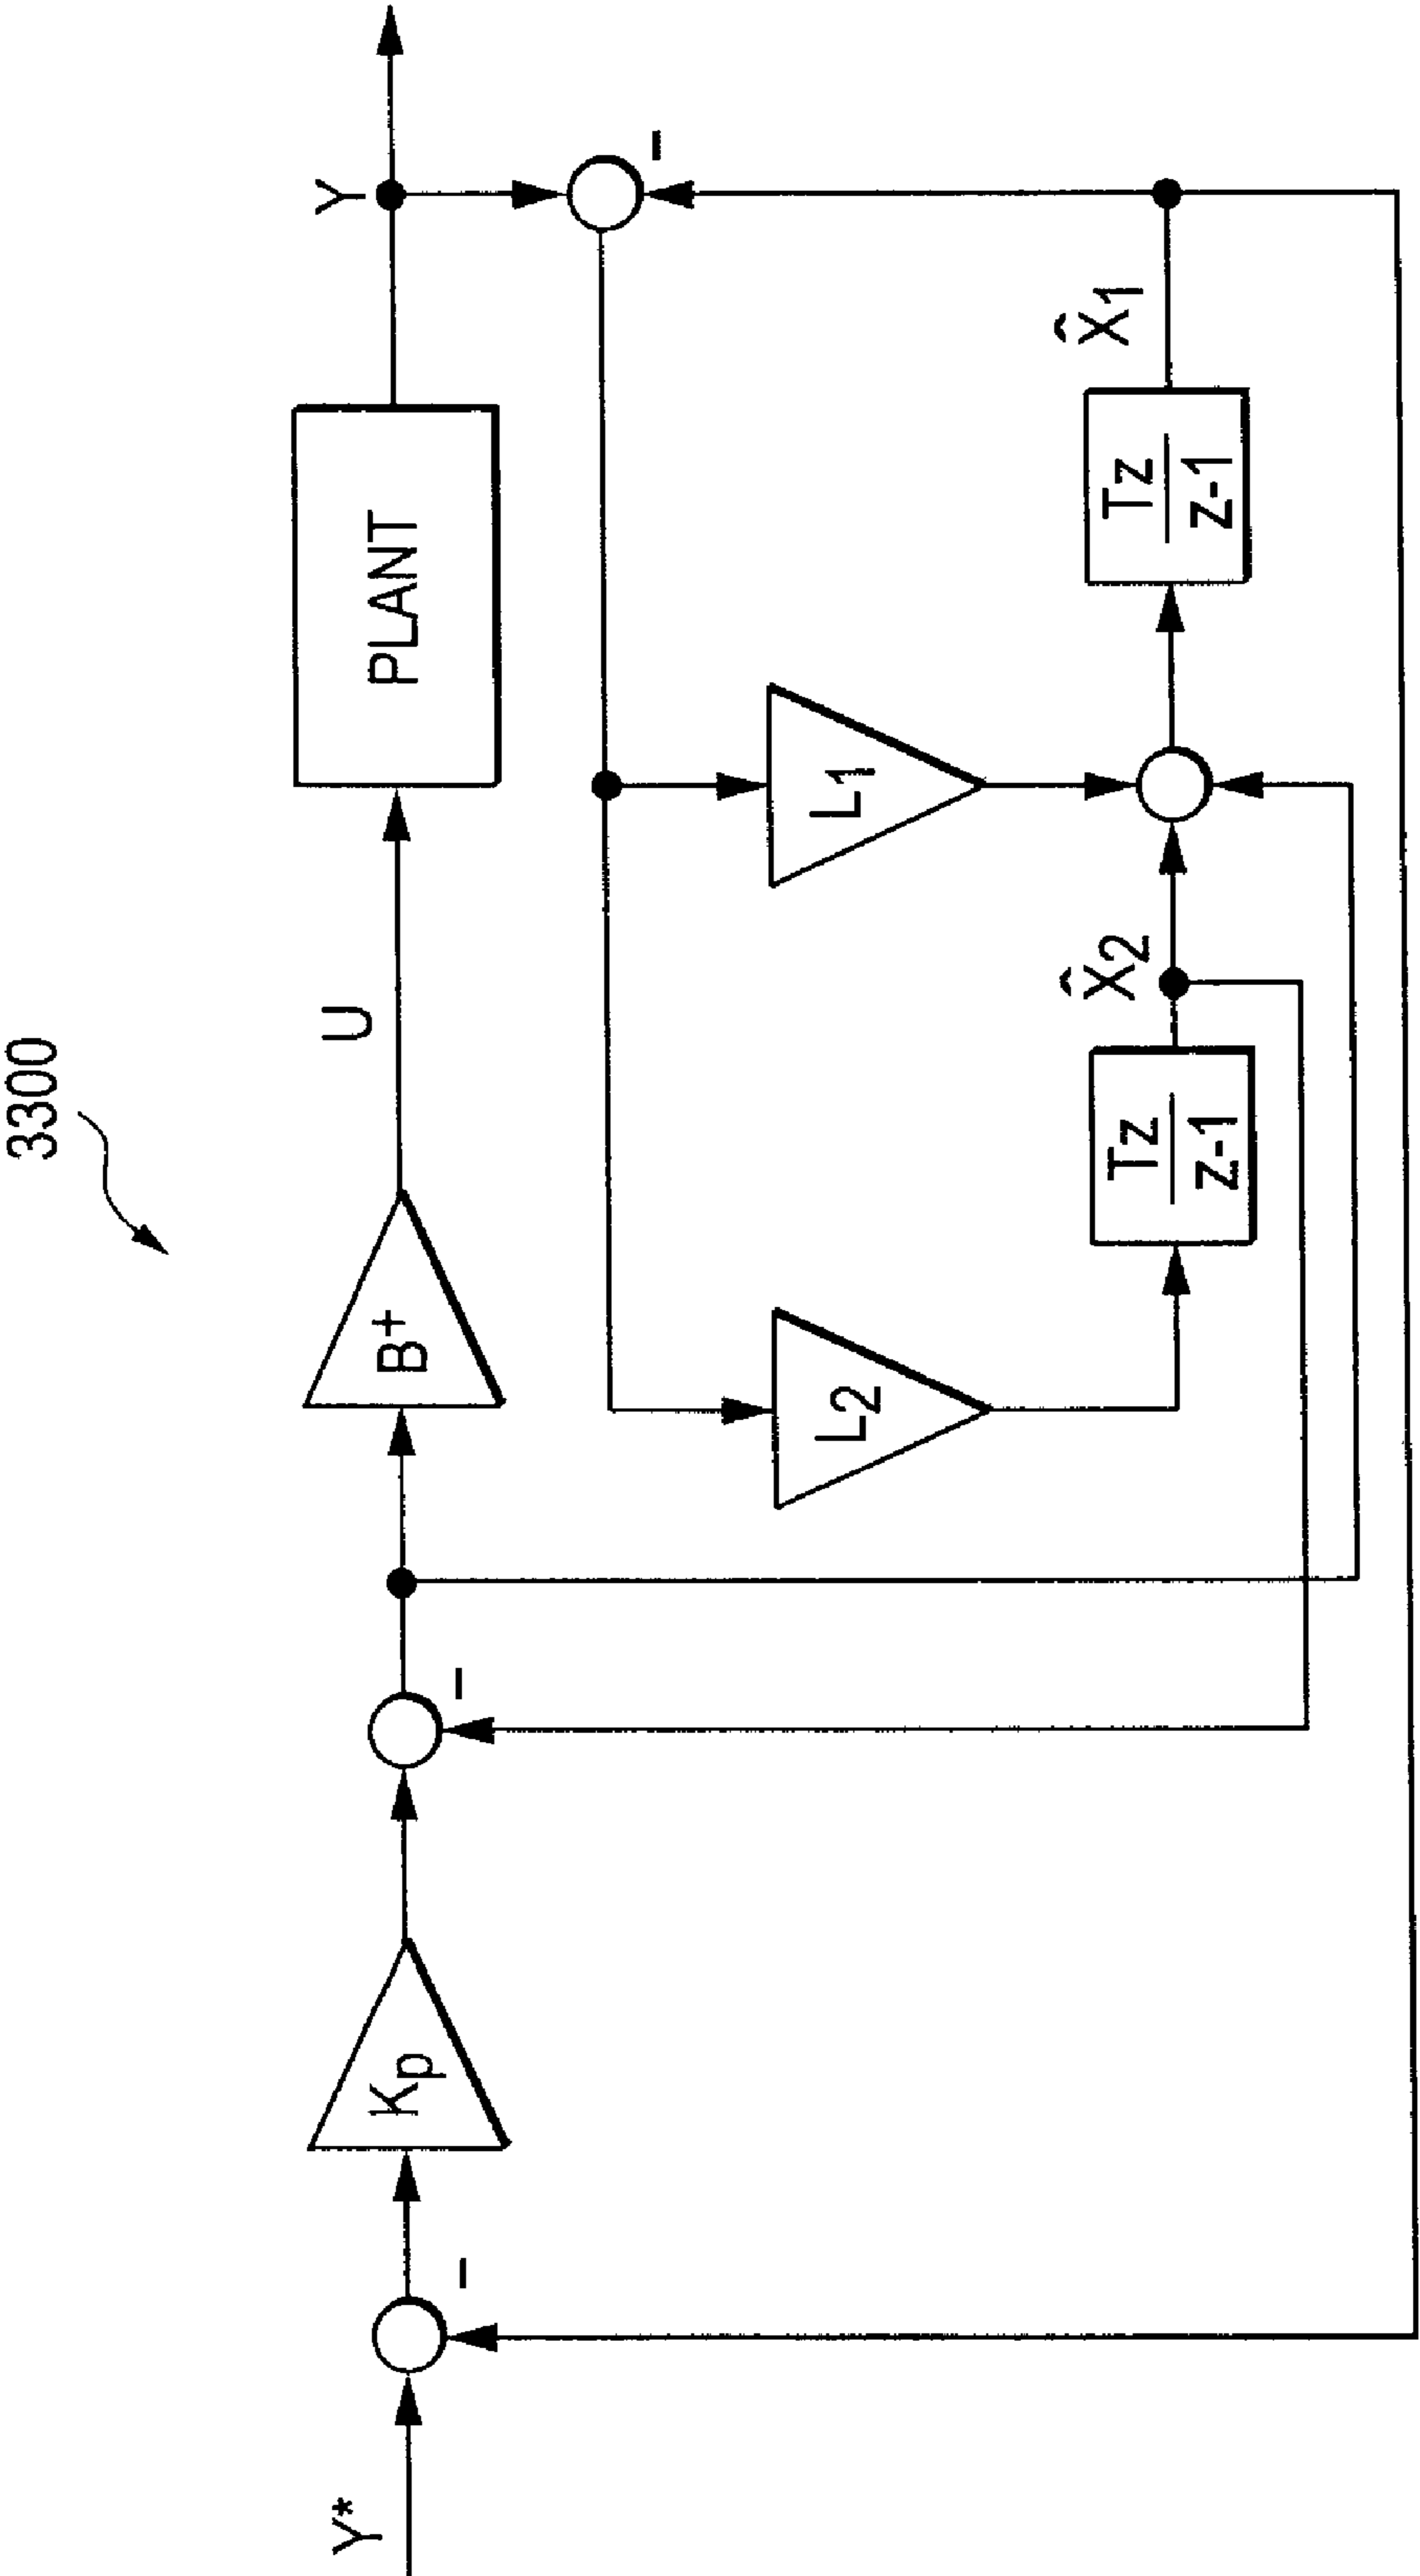 3300
Y*
Kp
B+
U
PLANT
Y
L2
L1
Tz
z-1
X̂2
Tz
z-1
X̂1
-
-
-